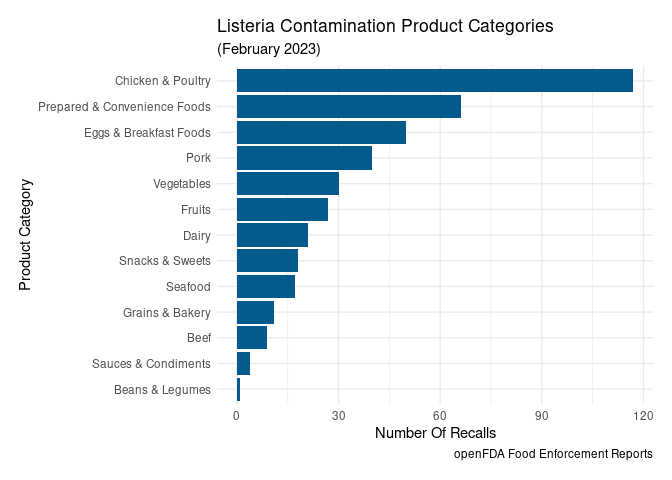 Listeria Contamination Product Categories
(February 2023)
Product Category
Chicken & Poultry
Prepared & Convenience Foods
Eggs & Breakfast Foods
Pork
Vegetables
Fruits
Dairy
Snacks & Sweets
Seafood
Grains & Bakery
Beef
Sauces & Condiments
Beans & Legumes
0 30 60 90 120
Number Of Recalls
openFDA Food Enforcement Reports